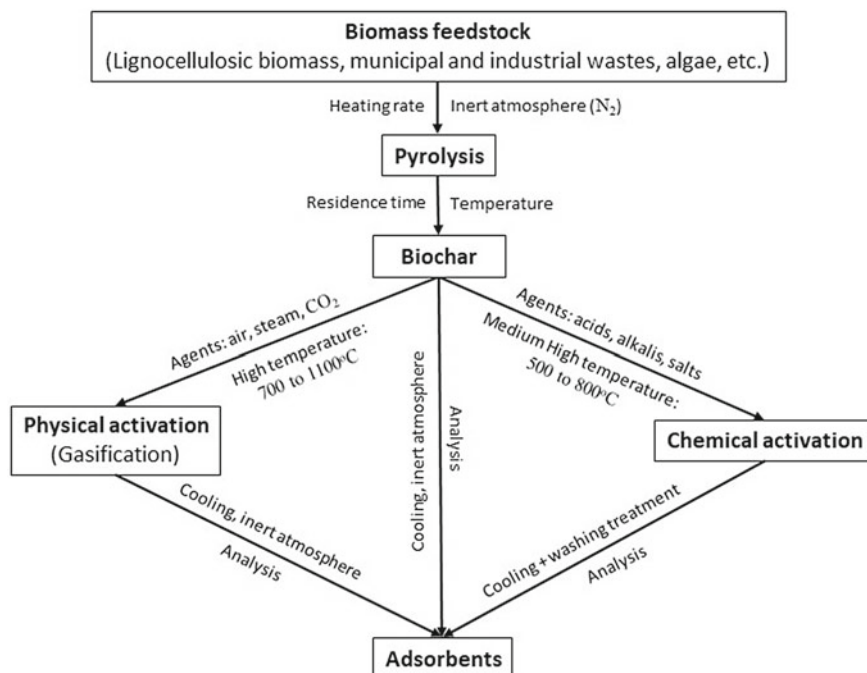 Biomass feedstock
(Lignocellulosic biomass, municipal and industrial wastes, algae, etc.)
Heating rate
Inert atmosphere (N₂)
Pyrolysis
Residence time
Temperature
Biochar
Agents: air, steam, CO₂
High temperature:
700 to 1100°C
Cooling, inert atmosphere
Analysis
Agents: acids, alkalis, salts
Medium High temperature:
500 to 800°C
Physical activation
(Gasification)
Chemical activation
Cooling, inert atmosphere
Analysis
Cooling + washing treatment
Analysis
Adsorbents